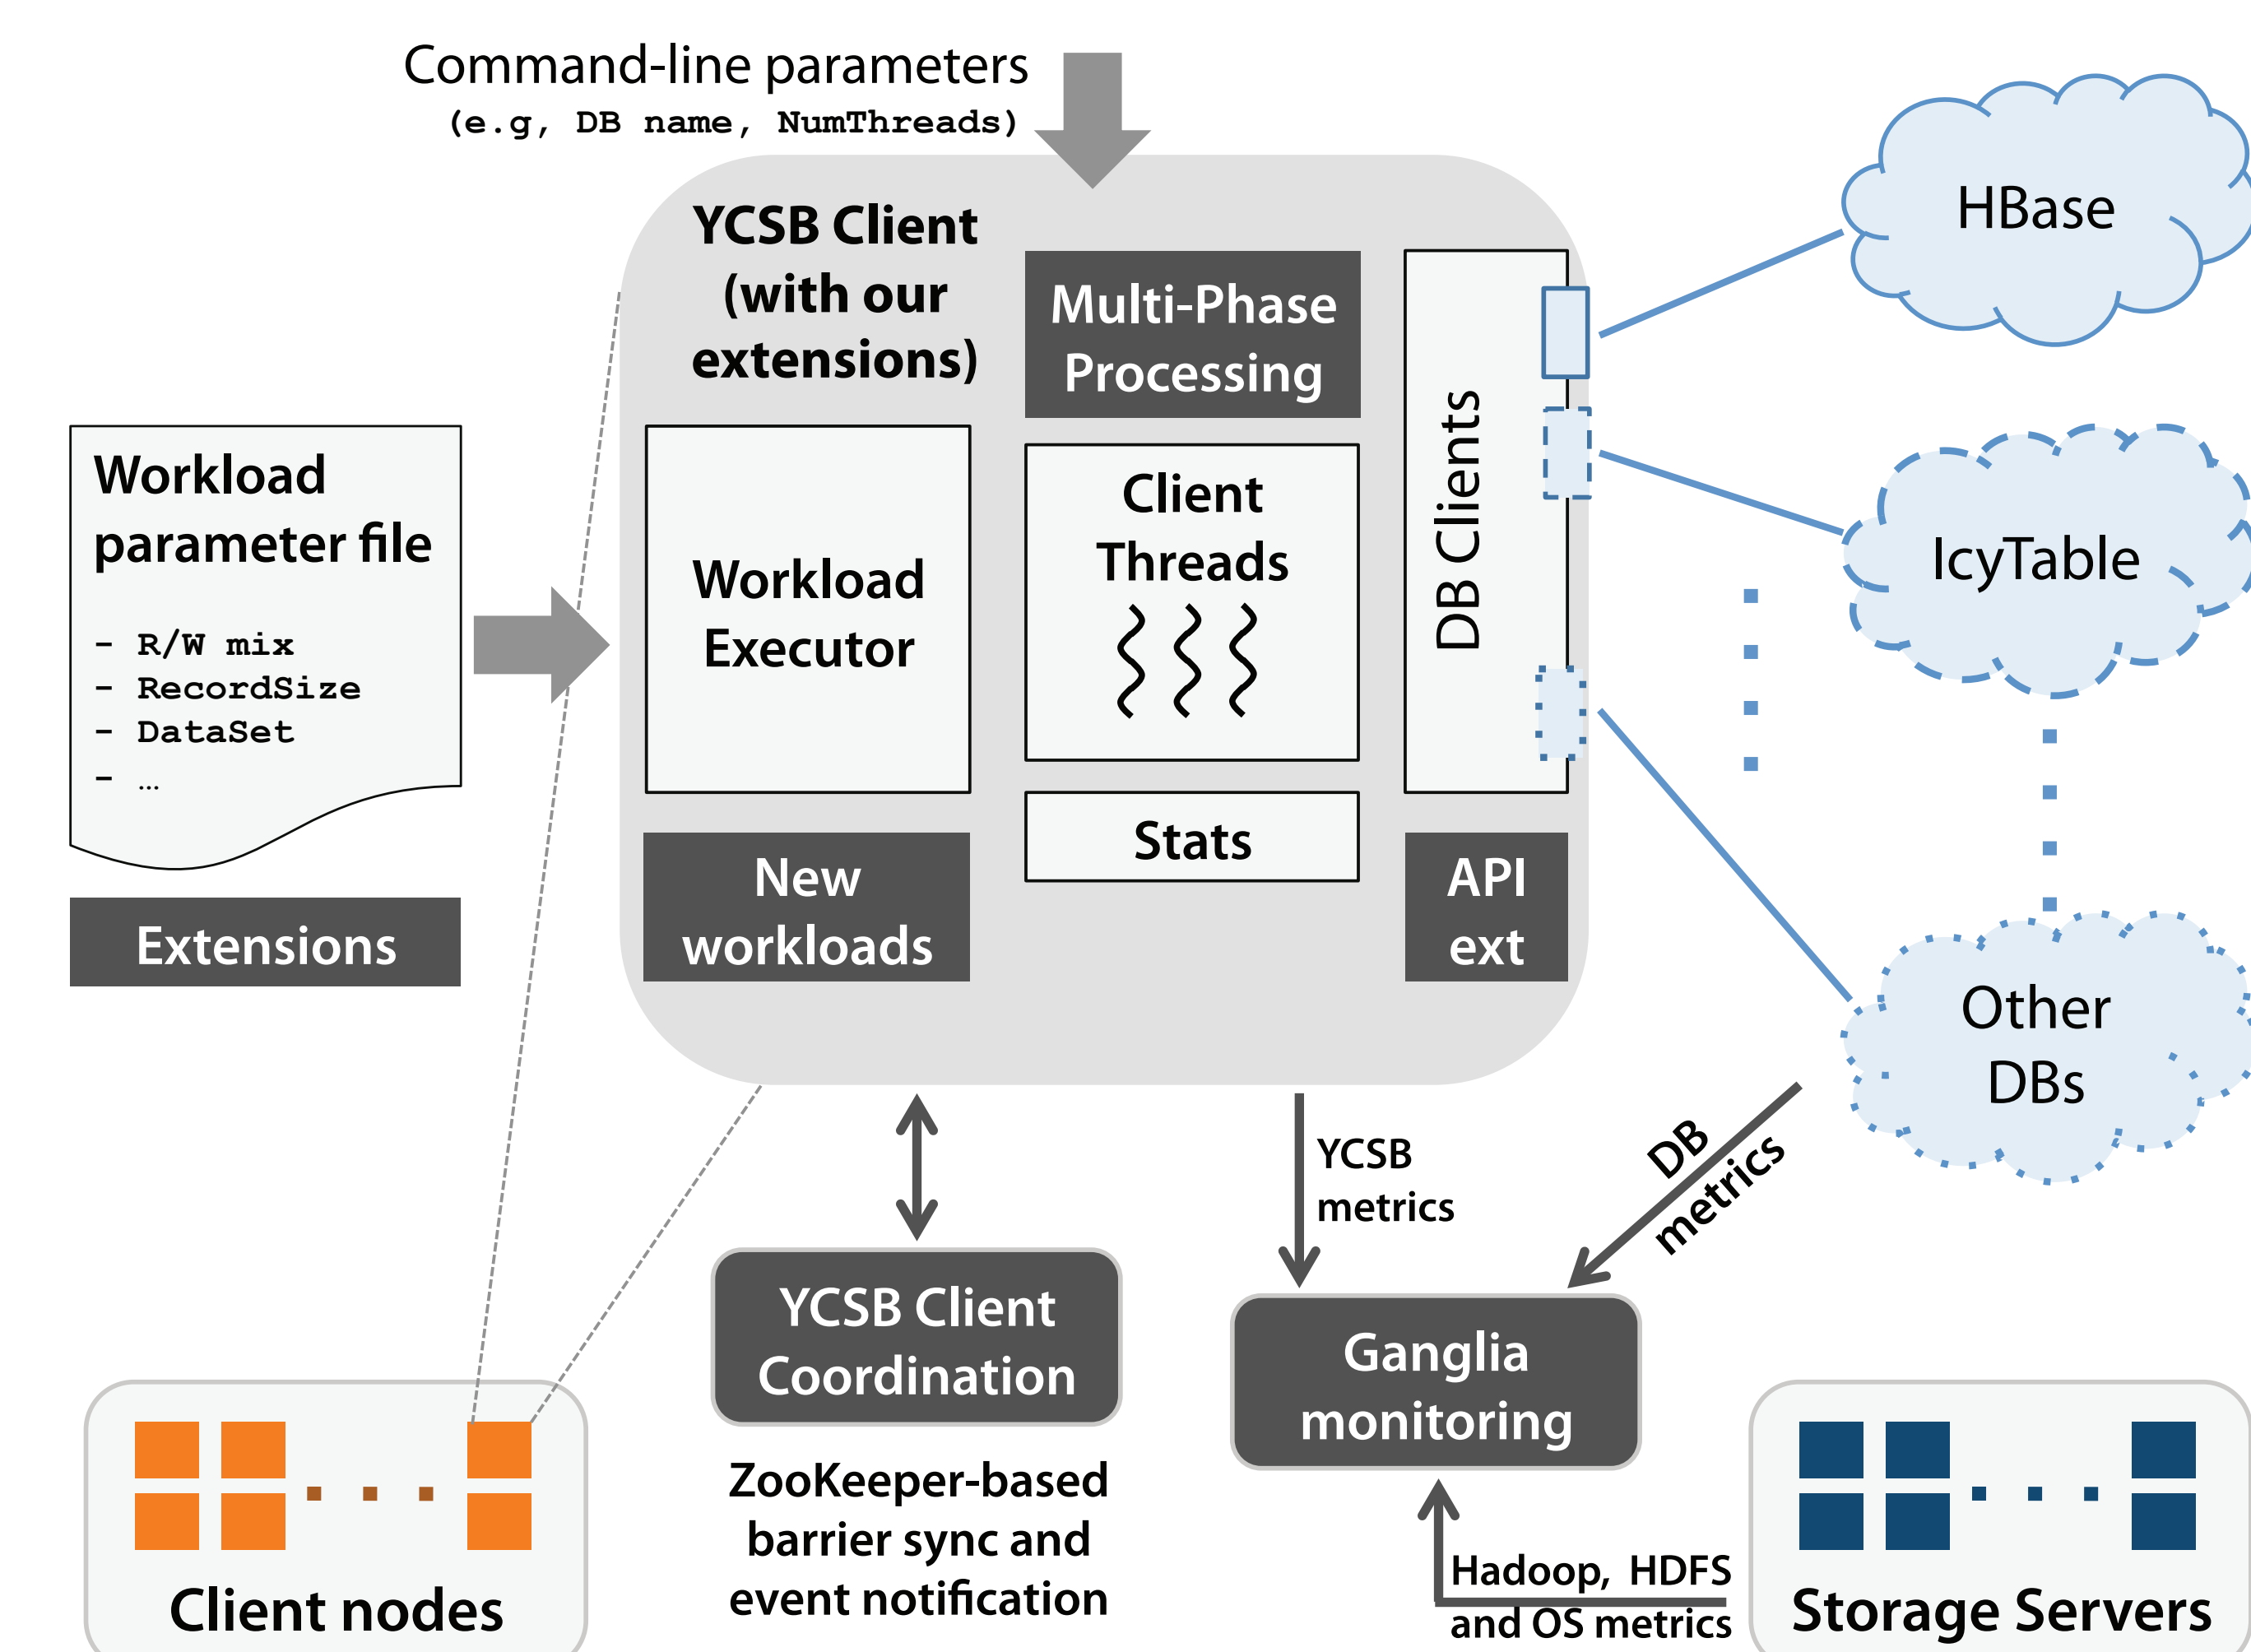 Command-line parameters
(e.g, DB name, NumThreads)
YCSB Client
(with our
extensions)
Multi-Phase
Processing
DB Clients
HBase
Workload
parameter file
- R/W mix
- RecordSize
- DataSet
- ...
Extensions
Workload
Executor
Client
Threads
Stats
New
workloads
API
ext
IcyTable
Other
DBs
YCSB
metrics
DB
metrics
YCSB Client
Coordination
ZooKeeper-based
barrier sync and
event notification
Ganglia
monitoring
Hadoop, HDFS
and OS metrics
Client nodes
Storage Servers